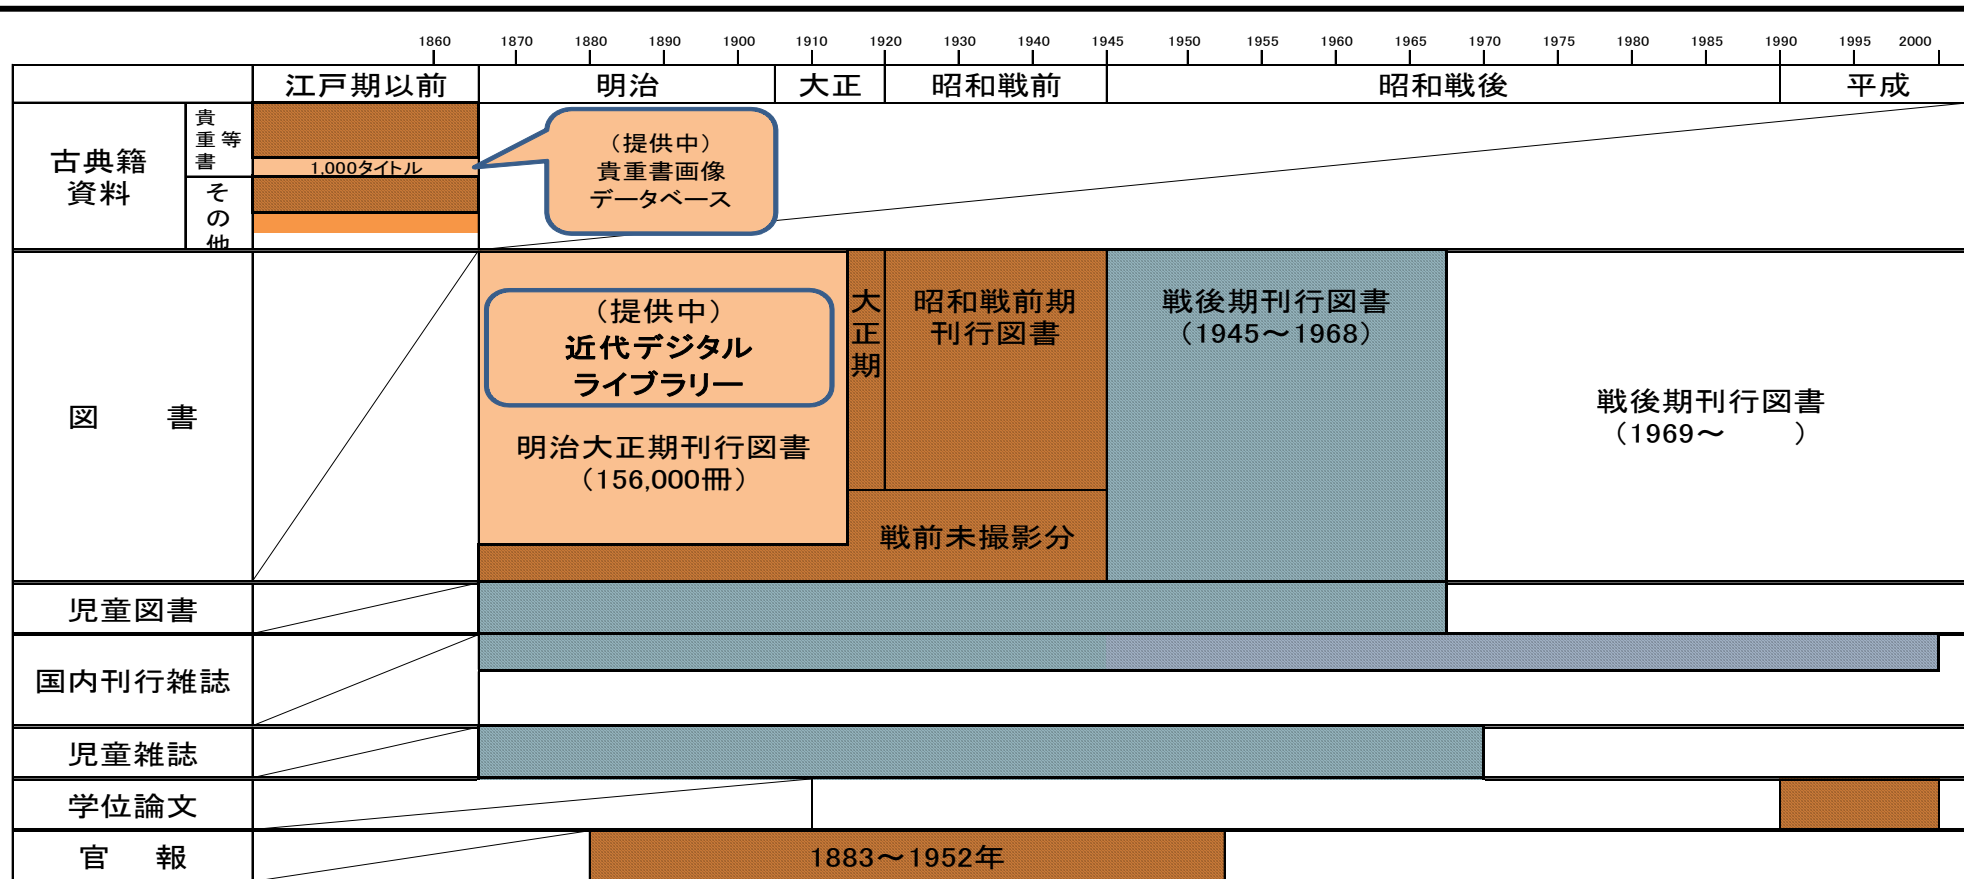 1860 1870 1880 1890 1900 1910 1920 1930 1940 1945 1950 1955 1960 1965 1970 1975 1980 1985 1990 1995 2000
江戸期以前 明治 大正 昭和戦前 昭和戦後 平成
古典籍
資料
貴
重等
書
1,000タイトル
そ
の
他
（提供中）
貴重書画像
データベース
図　書
（提供中）
近代デジタル
ライブラリー
明治大正期刊行図書
（156,000冊）
大
正
期
昭和戦前期
刊行図書
戦前未撮影分
戦後期刊行図書
（1945～1968）
戦後期刊行図書
（1969～　　）
児童図書
国内刊行雑誌
児童雑誌
学位論文
官　報
1883～1952年